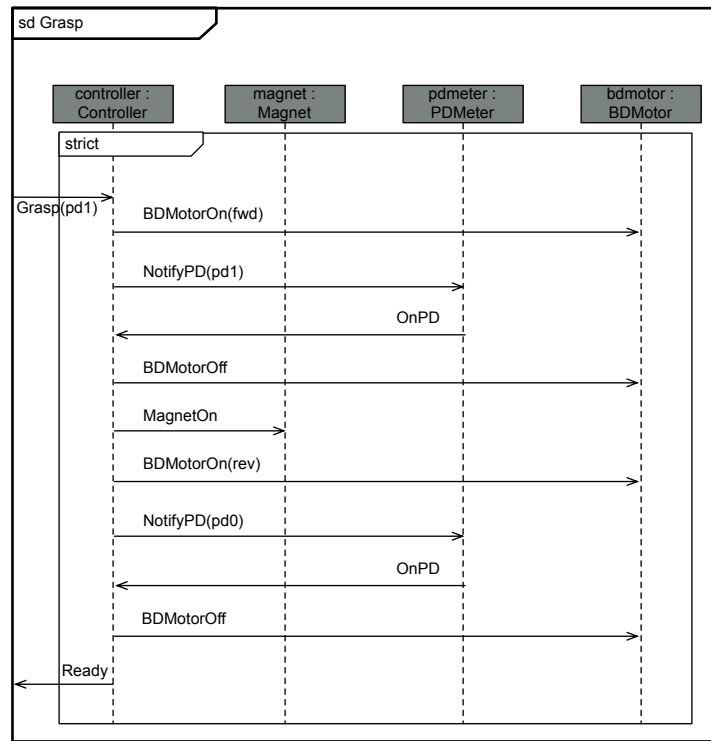 sd Grasp
controller :
Controller
magnet :
Magnet
pdmeter :
PDMeter
bdmotor :
BDMotor
strict
Grasp(pd1)
BDMotorOn(fwd)
NotifyPD(pd1)
OnPD
BDMotorOff
MagnetOn
BDMotorOn(rev)
NotifyPD(pd0)
OnPD
BDMotorOff
Ready